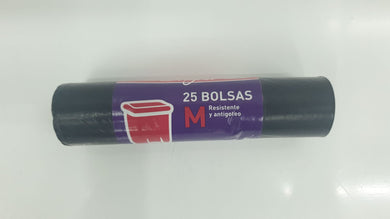 25 BOLSAS
M
Resistente
y antigoteo